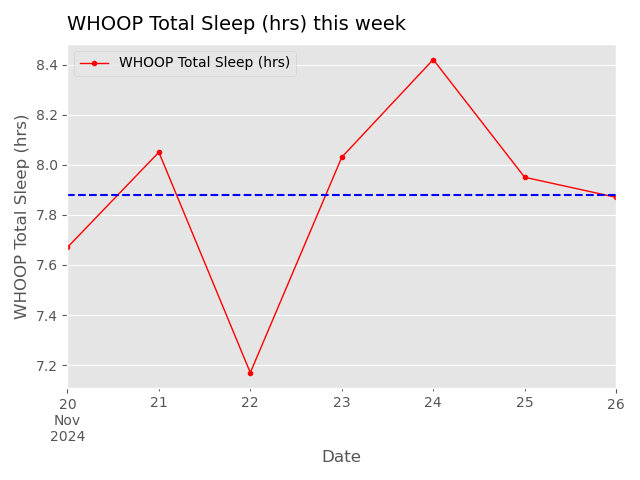 WHOOP Total Sleep (hrs) this week
WHOOP Total Sleep (hrs)
WHOOP Total Sleep (hrs)
8.4
8.2
8.0
7.8
7.6
7.4
7.2
20 21 22 23 24 25 26
Nov
2024
Date